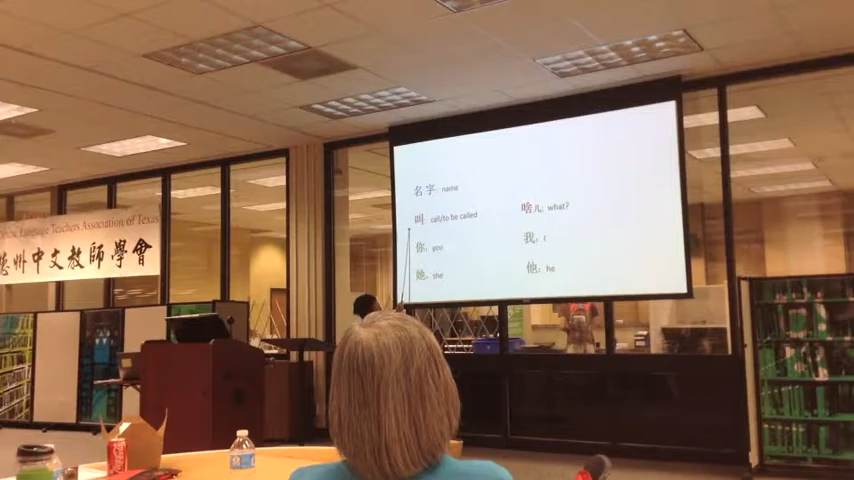 Language Teachers Association of Texas
州中文教師學會
名字: name
叫: call/to be called
啥儿: what?
你: you
我: I
她: she
他: he